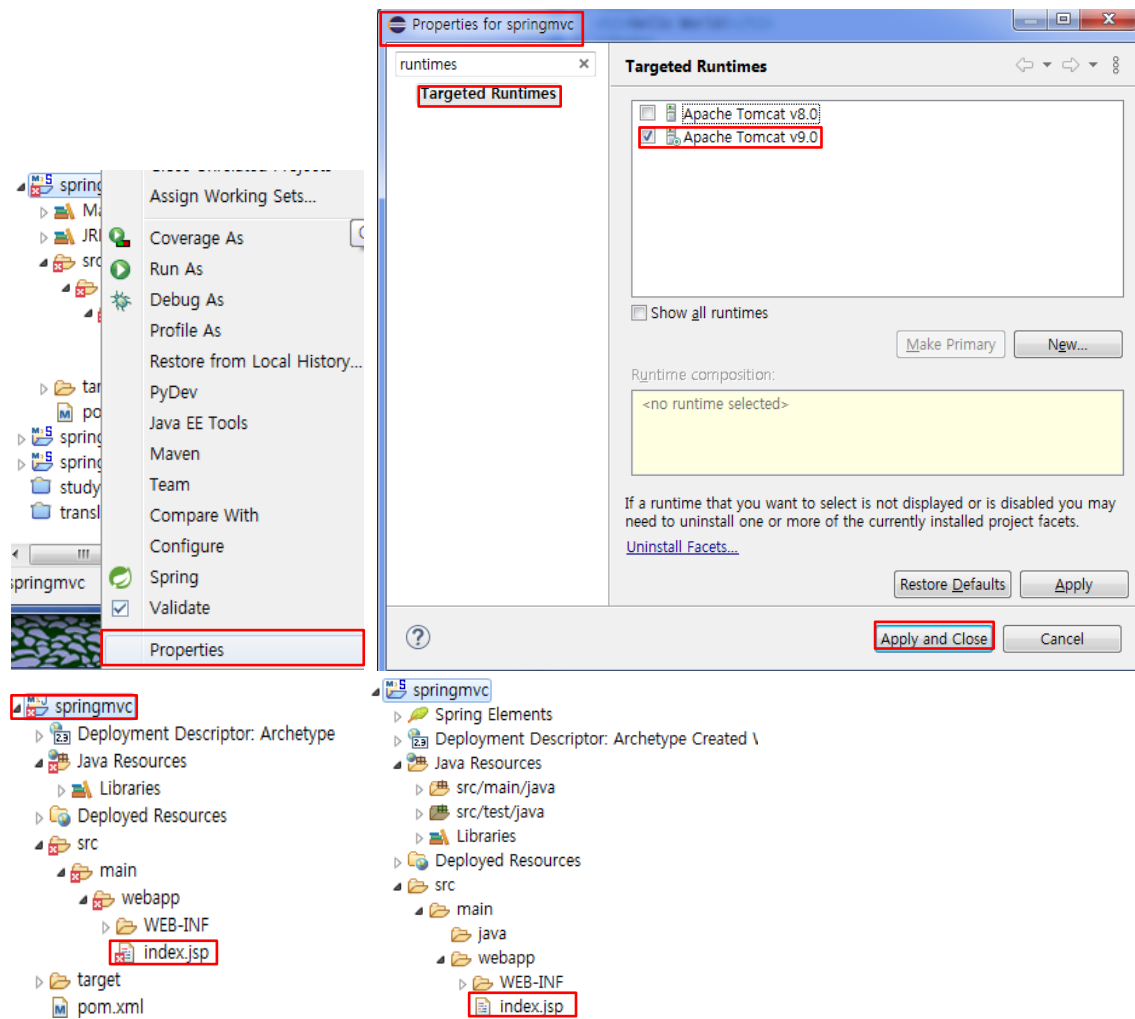 Properties for springmvc
runtimes
Targeted Runtimes
Targeted Runtimes
Apache Tomcat v8.0
Apache Tomcat v9.0
Show all runtimes
Make Primary
New...
Runtime composition:
<no runtime selected>
If a runtime that you want to select is not displayed or is disabled you may
need to uninstall one or more of the currently installed project facets.
Uninstall Facets...
Restore Defaults
Apply
Apply and Close
Cancel
spring
Ma
JRE
src
tar
po
spring
spring
study
transl
springmvc
Assign Working Sets...
Coverage As
Run As
Debug As
Profile As
Restore from Local History...
PyDev
Java EE Tools
Maven
Team
Compare With
Configure
Spring
Validate
Properties
springmvc
Deployment Descriptor: Archetype
Java Resources
Libraries
Deployed Resources
src
main
webapp
WEB-INF
index.jsp
target
pom.xml
springmvc
Spring Elements
Deployment Descriptor: Archetype Created
Java Resources
src/main/java
src/test/java
Libraries
Deployed Resources
src
main
java
webapp
WEB-INF
index.jsp